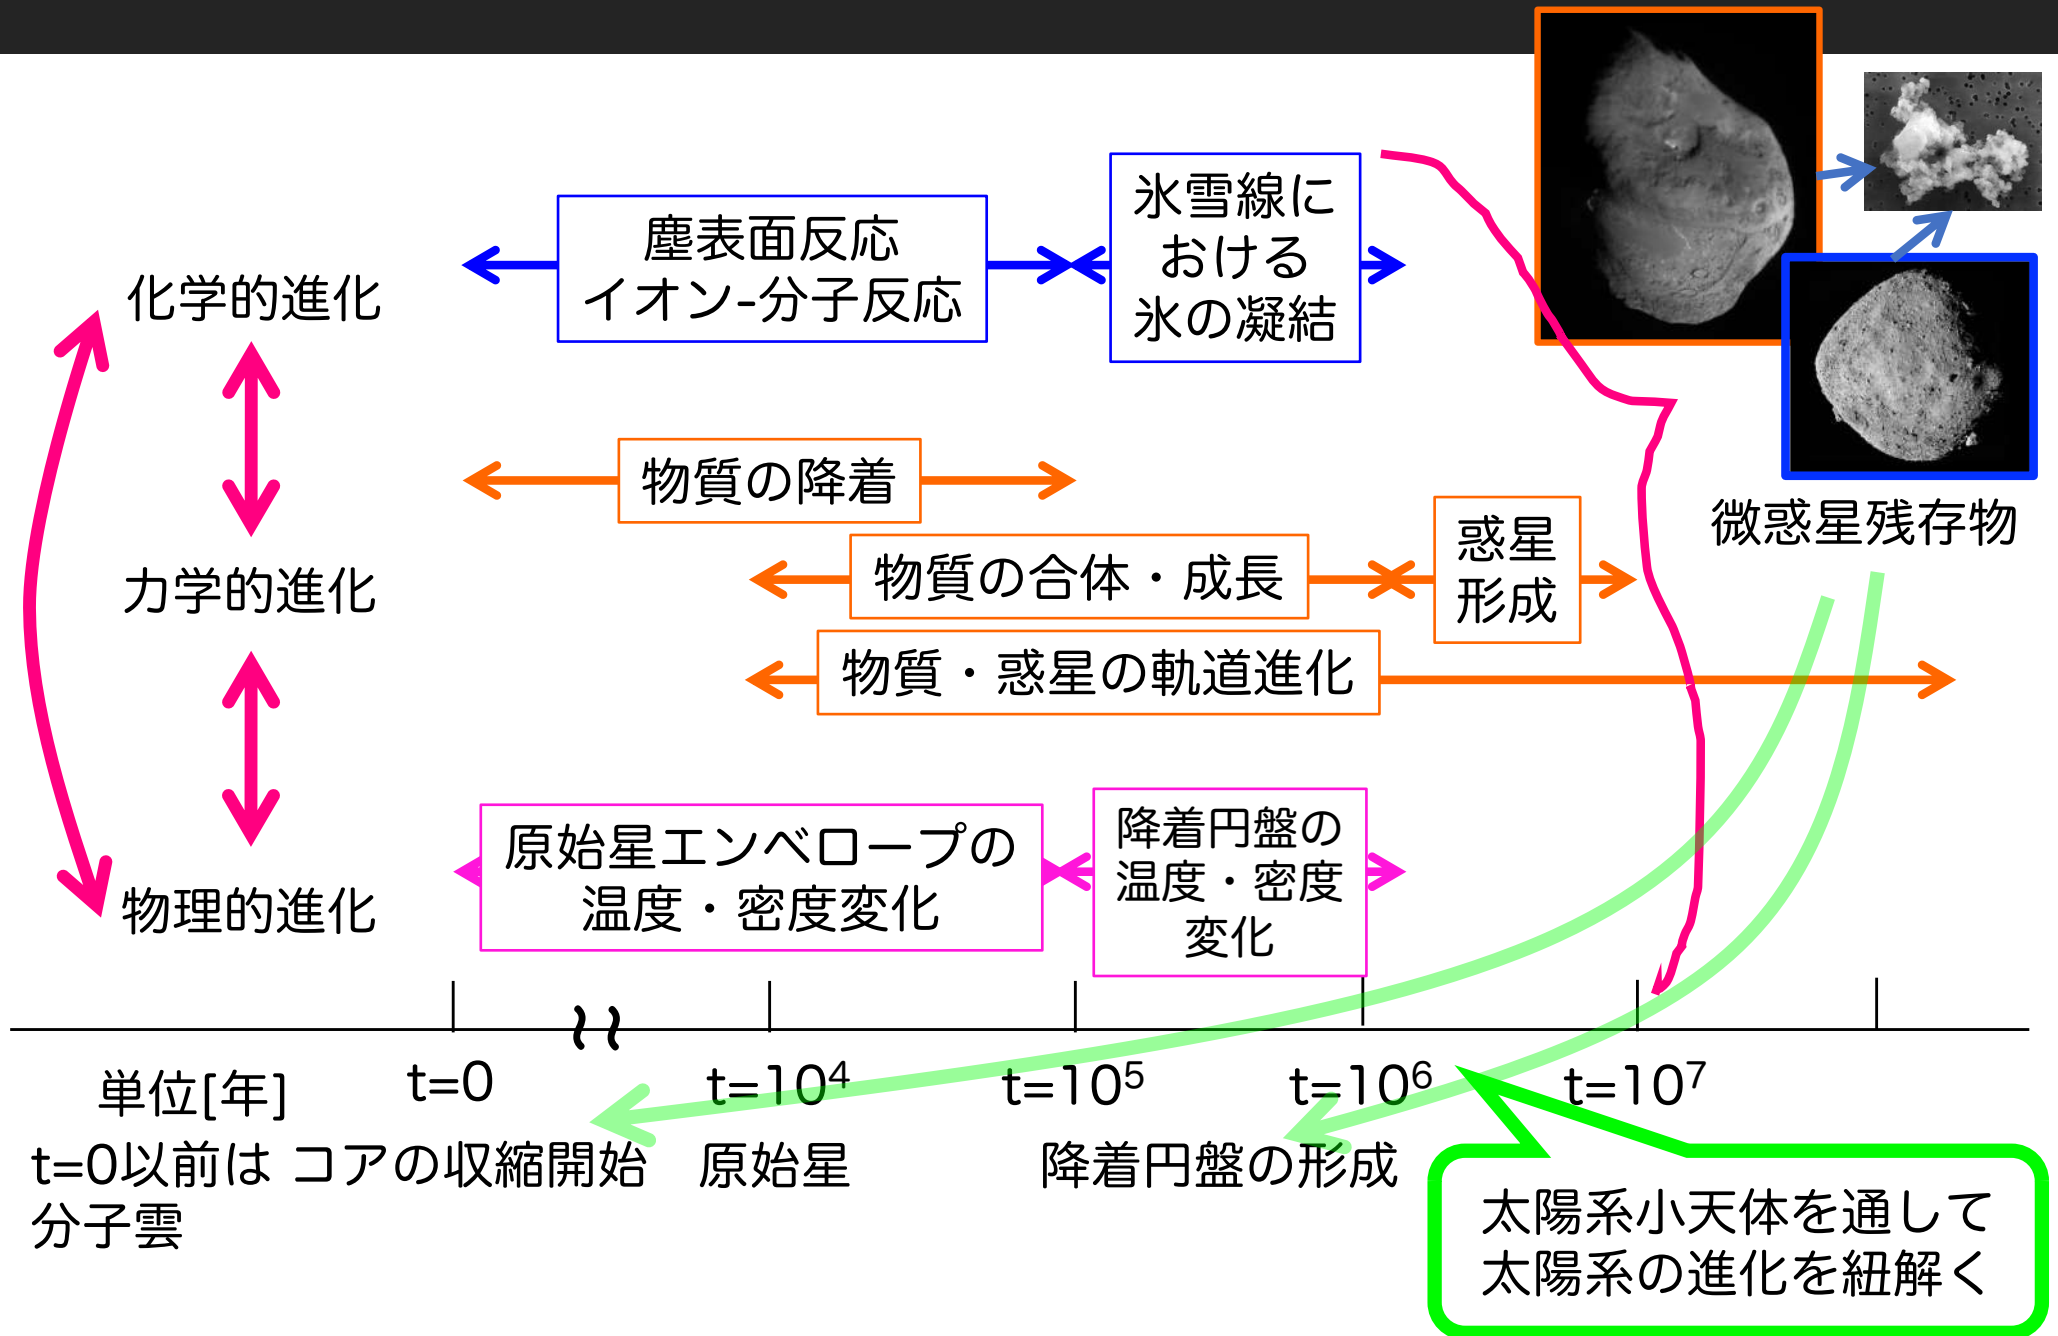 塵表面反応
イオン-分子反応
氷雪線に
おける
氷の凝結
化学的進化
物質の降着
微惑星残存物
物質の合体・成長
惑星
形成
力学的進化
物質・惑星の軌道進化
原始星エンベロープの
温度・密度変化
降着円盤の
温度・密度
変化
物理的進化
単位[年]
t=0
t=10⁴
t=10⁵
t=10⁶
t=10⁷
t=0以前は
分子雲
コアの収縮開始
原始星
降着円盤の形成
太陽系小天体を通して
太陽系の進化を紐解く